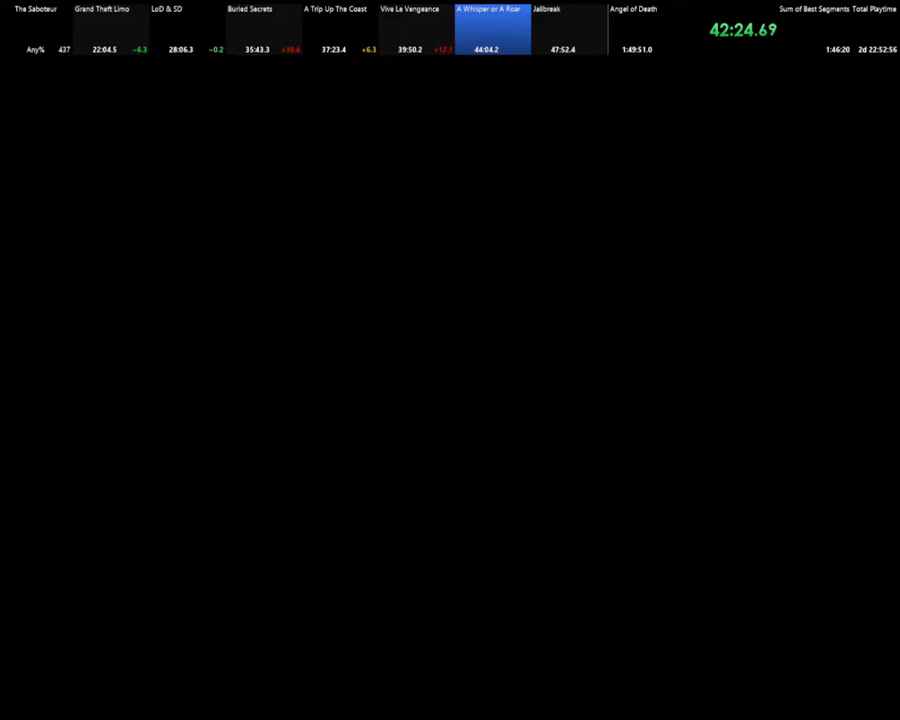 The Saboteur Grand Theft Limo LoD & SD Buried Secrets A Trip Up The Coast Vive Le Vengeance A Whisper or A Roar Jailbreak Angel of Death Sum of Best Segments Total Playtime
42:24.69
Any% 437 22:04.5 −6.3 28:06.3 −0.2 35:43.3 +10.4 37:23.4 +6.3 39:50.2 +12.1 44:04.2 47:52.4 1:49:51.0 1:46:20 2d 22:52:56